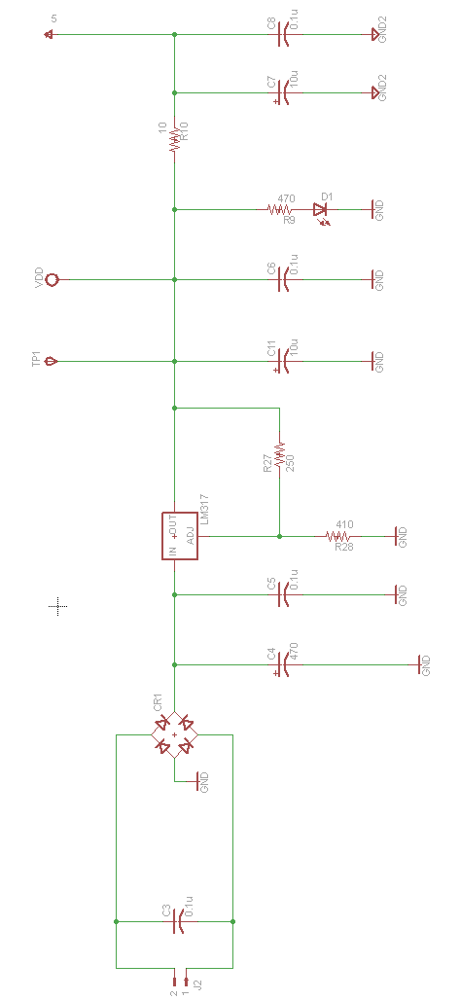 5
C8
0.1u
GND2
C7
10u
GND2
10
R10
470
R9
D1
GND
VDD
C6
0.1u
GND
TP1
C11
10u
GND
R27
250
LM317
OUT
ADJ
IN
410
R28
GND
C5
0.1u
GND
C4
470
GND
CR1
GND
C3
0.1u
2
1
J2